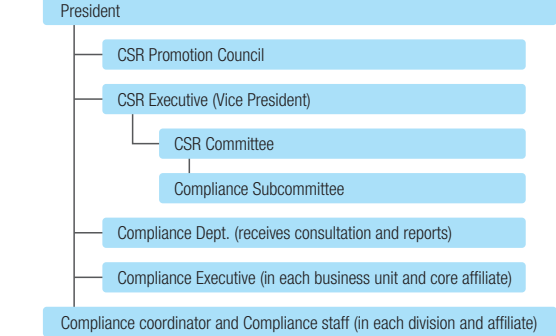 President
CSR Promotion Council
CSR Executive (Vice President)
CSR Committee
Compliance Subcommittee
Compliance Dept. (receives consultation and reports)
Compliance Executive (in each business unit and core affiliate)
Compliance coordinator and Compliance staff (in each division and affiliate)